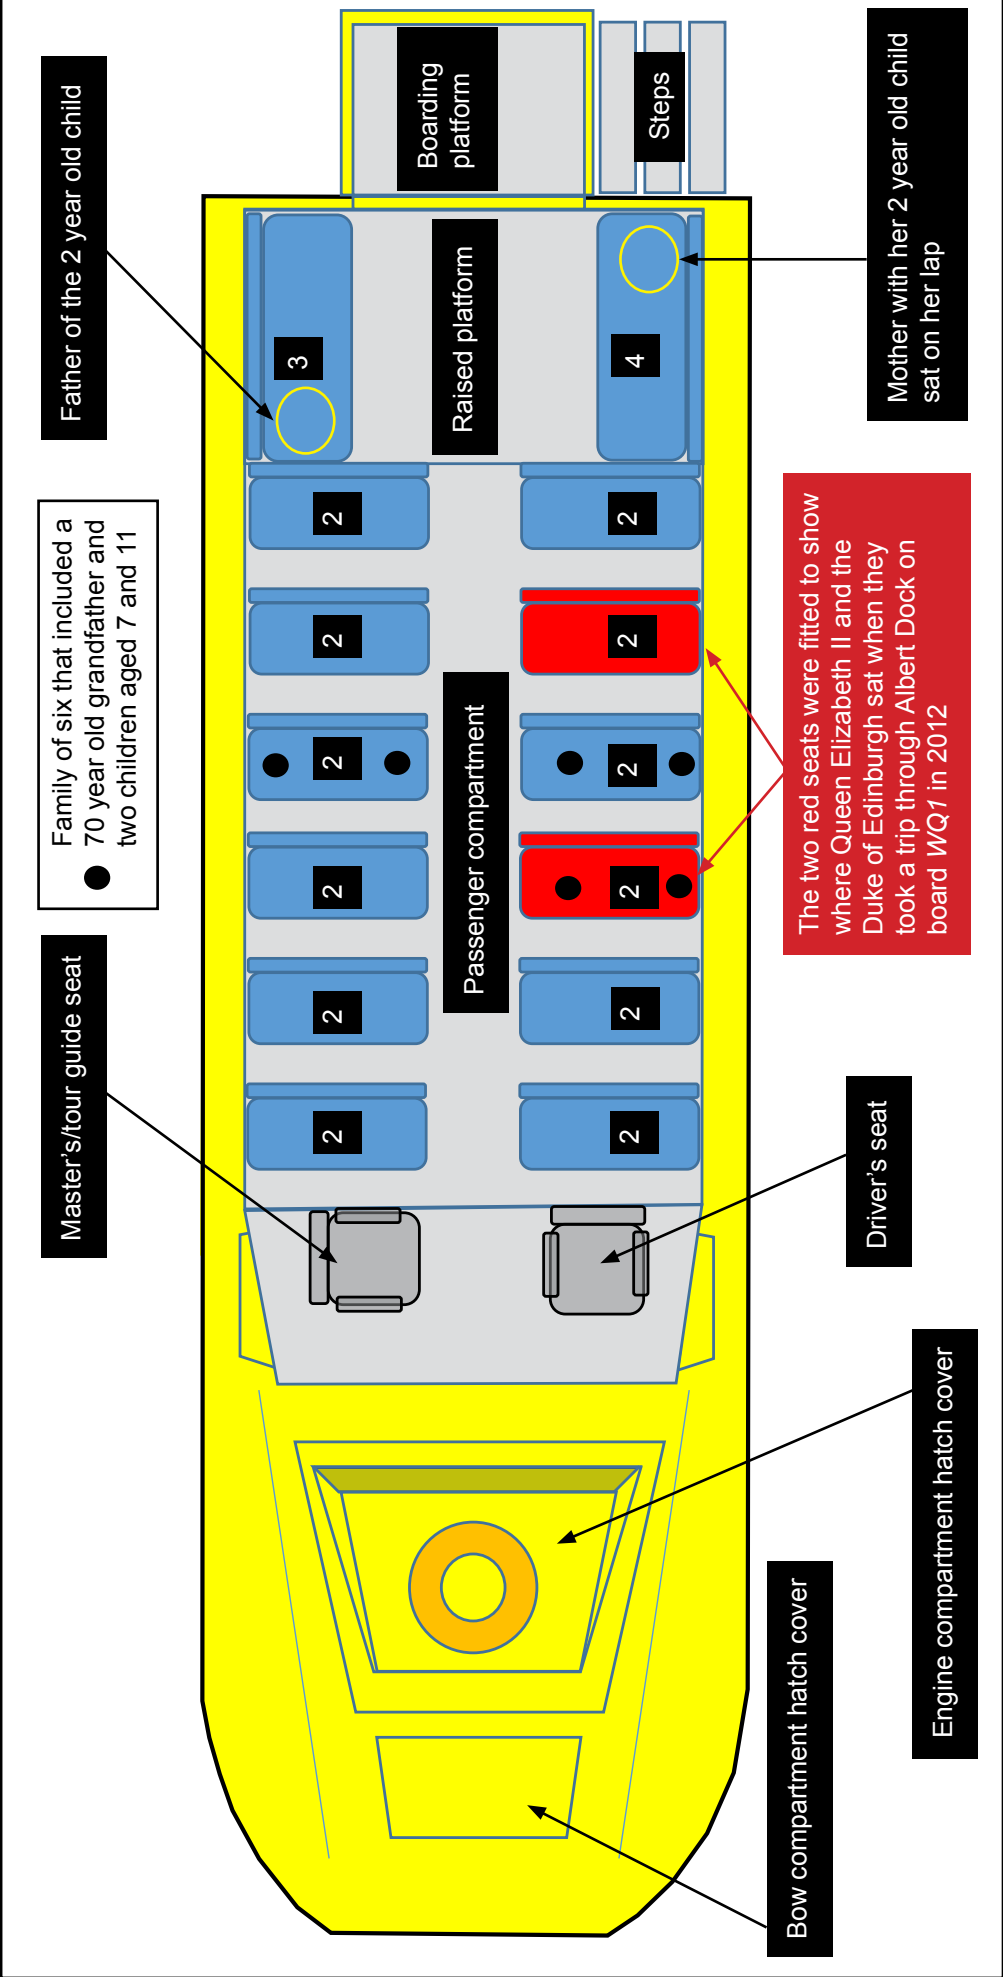 Master's/tour guide seat
Family of six that included a
70 year old grandfather and
two children aged 7 and 11
Father of the 2 year old child
2
2
2
2
2
2
3
Passenger compartment
Raised platform
Boarding
platform
2
2
2
2
2
2
4
Steps
Bow compartment hatch cover
Engine compartment hatch cover
Driver's seat
The two red seats were fitted to show
where Queen Elizabeth II and the
Duke of Edinburgh sat when they
took a trip through Albert Dock on
board WQ1 in 2012
Mother with her 2 year old child
sat on her lap